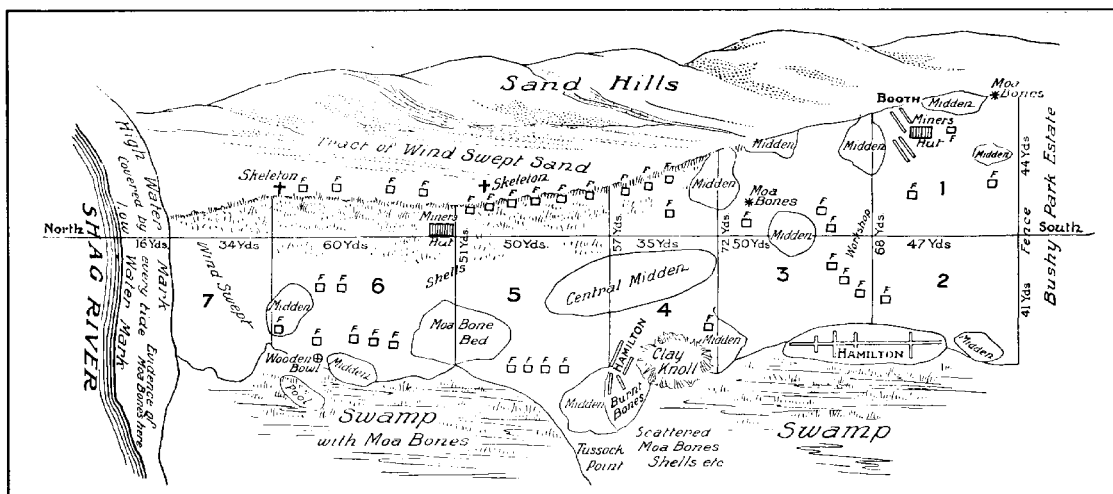 Sand Hills
Tract of Wind Swept Sand
BOOTH
Moa
Bones
Midden
Miners
Hut
F
Midden
Midden
Midden
F
F
1
44 Yds.
Fence
Bushy Park Estate
Skeleton
F
F
F
F
Skeleton
F
F
F
F
F
F
F
F
F
F
Midden
Moa
Bones
F
Midden
F
F
Workshop
Miners
Hut
North
16 Yds.
34 Yds.
60 Yds.
51 Yds.
50 Yds.
57 Yds.
35 Yds.
72 Yds.
50 Yds.
68 Yds.
47 Yds.
South
SHAG RIVER
High Water Mark
covered by every tide
Low Water Mark
Evidence of
Moa Bones here
7
Wind Swept
6
Shells
5
Central Midden
4
3
2
41 Yds
F
F
F
F
F
F
Midden
F
F
F
F
F
Moa Bone
Bed
F
F
F
F
Wooden
Bowl
Midden
Pool
HAMILTON
Clay
Knoll
F
Midden
Midden
Burnt
Bones
HAMILTON
Midden
Swamp
with Moa Bones
Tussock
Point
Scattered
Moa Bones
Shells etc
Swamp